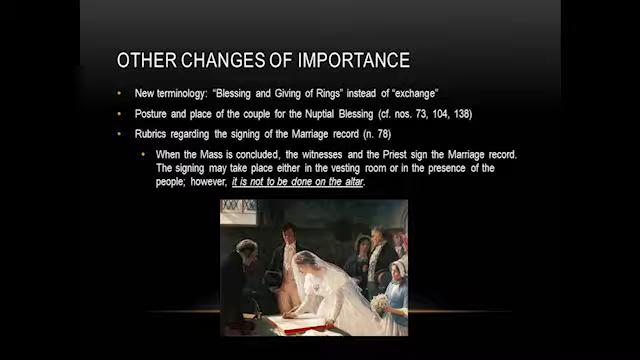 OTHER CHANGES OF IMPORTANCE
• New terminology: “Blessing and Giving of Rings” instead of “exchange”
• Posture and place of the couple for the Nuptial Blessing (cf. nos. 73, 104, 138)
• Rubrics regarding the signing of the Marriage record (n. 78)
• When the Mass is concluded, the witnesses and the Priest sign the Marriage record.
The signing may take place either in the vesting room or in the presence of the
people; however, it is not to be done on the altar.